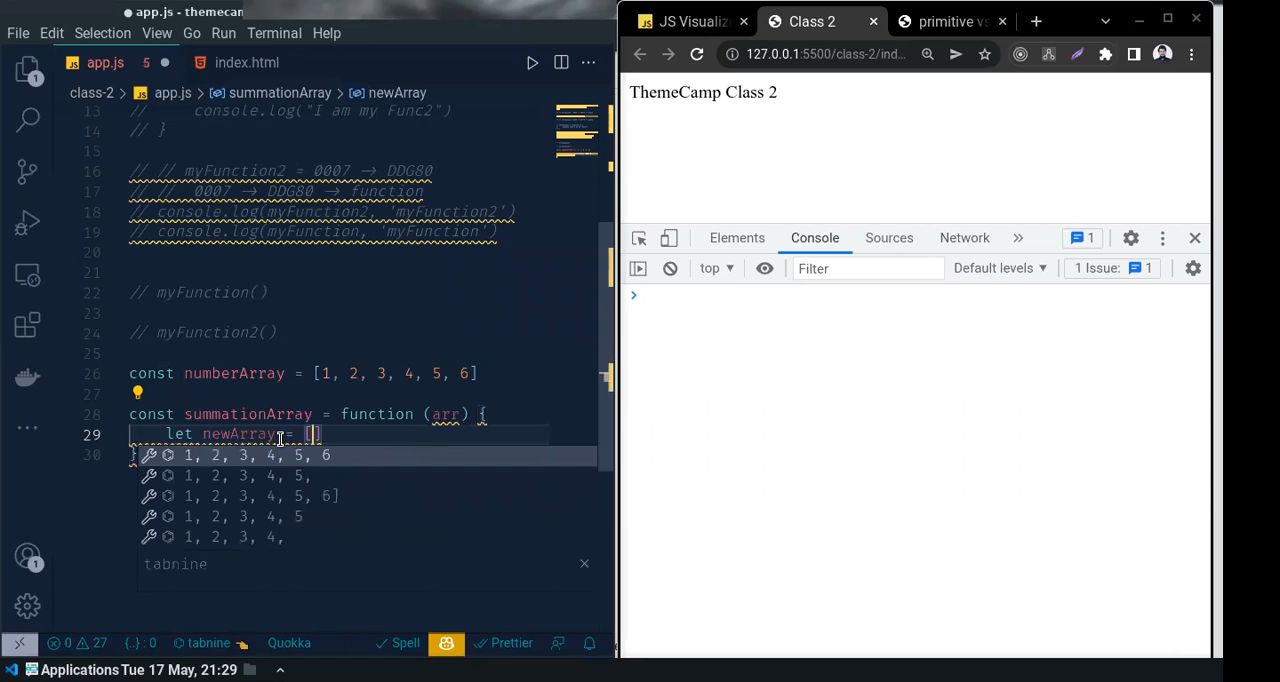 app.js - themecam
File Edit Selection View Go Run Terminal Help
JS app.js 5 index.html
class-2 > JS app.js > summationArray > newArray
13 // console.log("I am my Func2")
14 // }
15
16 // // myFunction2 = 0007 → DDG80
17 // // 0007 → DDG80 → function
18 // console.log(myFunction2, 'myFunction2')
19 // console.log(myFunction, 'myFunction')
20
21
22 // myFunction()
23
24 // myFunction2()
25
26 const numberArray = [1, 2, 3, 4, 5, 6]
27
28 const summationArray = function (arr) {
29 let newArray = []
30 }
1, 2, 3, 4, 5, 6
1, 2, 3, 4, 5,
1, 2, 3, 4, 5, 6]
1, 2, 3, 4, 5
1, 2, 3, 4,
tabnine
1
1
0 27 {..} : 0 tabnine Quokka Spell Prettier
Applications Tue 17 May, 21:29
JS JS Visualiz Class 2 primitive vs
127.0.0.1:5500/class-2/ind...
ThemeCamp Class 2
Elements Console Sources Network 1
top Filter Default levels 1 Issue: 1